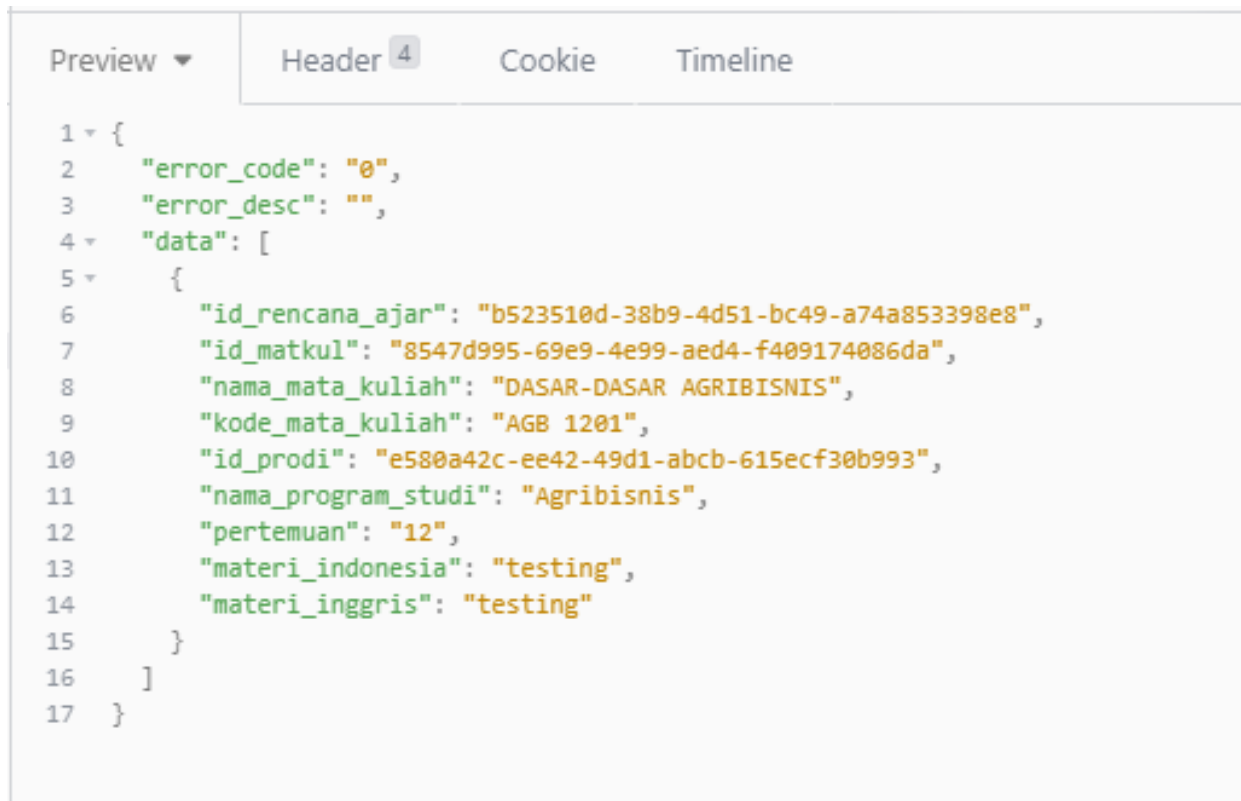 Preview Header 4 Cookie Timeline
1 {
2 "error_code": "0",
3 "error_desc": "",
4 "data": [
5 {
6 "id_rencana_ajar": "b523510d-38b9-4d51-bc49-a74a853398e8",
7 "id_matkul": "8547d995-69e9-4e99-aed4-f409174086da",
8 "nama_mata_kuliah": "DASAR-DASAR AGRIBISNIS",
9 "kode_mata_kuliah": "AGB 1201",
10 "id_prodi": "e580a42c-ee42-49d1-abcb-615ecf30b993",
11 "nama_program_studi": "Agribisnis",
12 "pertemuan": "12",
13 "materi_indonesia": "testing",
14 "materi_inggris": "testing"
15 }
16 ]
17 }